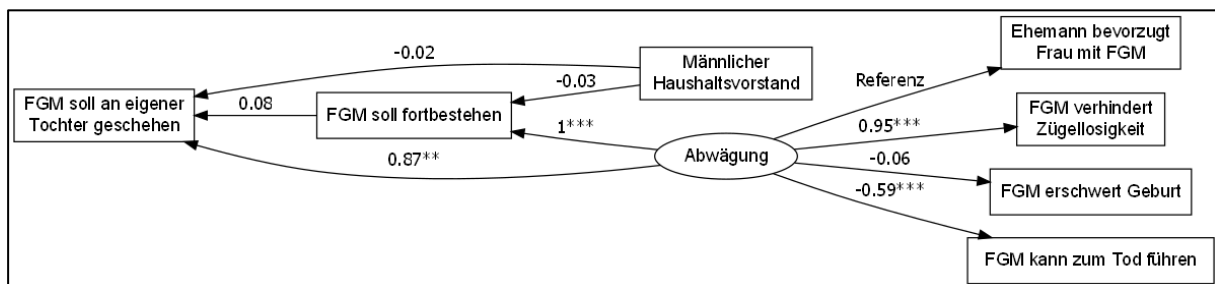 Ehemann bevorzugt
Frau mit FGM
-0.02
Männlicher
Haushaltsvorstand
Referenz
-0.03
FGM soll an eigener
Tochter geschehen
0.08
FGM soll fortbestehen
1***
0.95***
FGM verhindert
Zügellosigkeit
0.87**
Abwägung
-0.06
FGM erschwert Geburt
-0.59***
FGM kann zum Tod führen